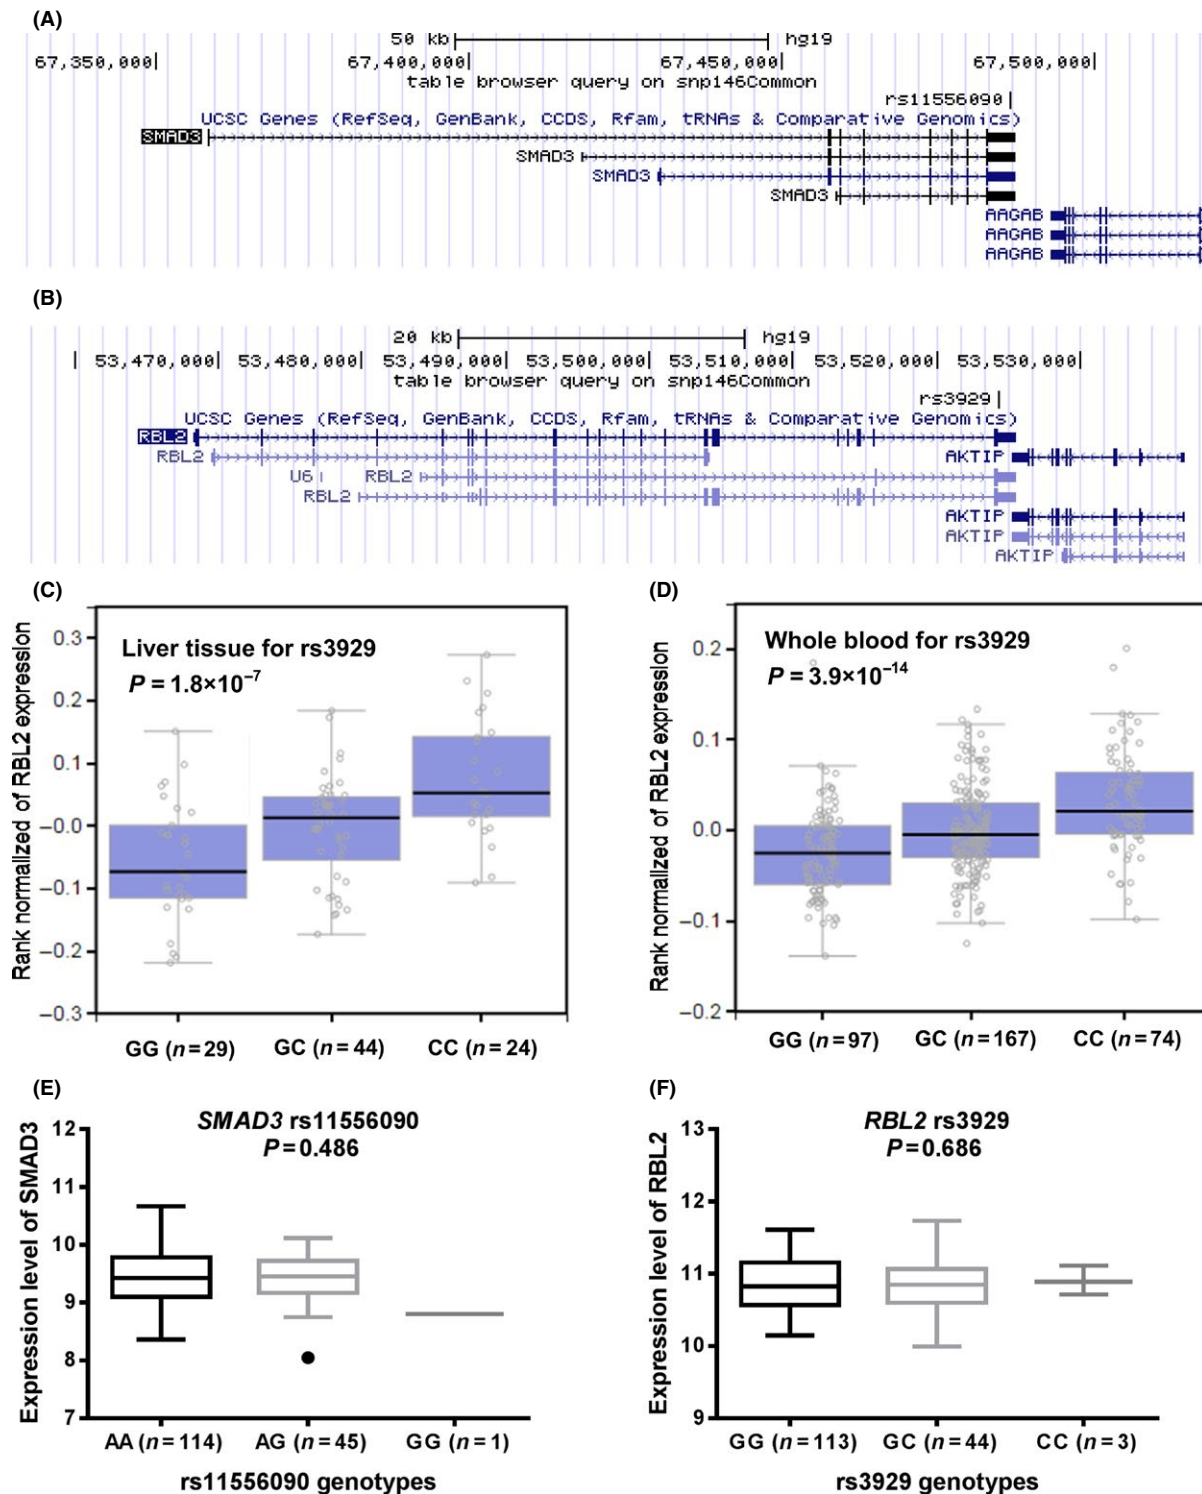 (A)
50 kb hg19
67,350,000 67,400,000 67,450,000 67,500,000
table browser query on snp146Common
rs11556090
UCSC Genes (RefSeq, GenBank, CCDS, Rfam, tRNAs & Comparative Genomics)
SMAD3
SMAD3
SMAD3
SMAD3
AAGAB
AAGAB
AAGAB
(B)
20 kb hg19
53,470,000 53,480,000 53,490,000 53,500,000 53,510,000 53,520,000 53,530,000
table browser query on snp146Common
rs3929
UCSC Genes (RefSeq, GenBank, CCDS, Rfam, tRNAs & Comparative Genomics)
RBL2
RBL2 AKTIP
U6 RBL2
RBL2
AKTIP
AKTIP
AKTIP
(C)
Liver tissue for rs3929
P = 1.8×10⁻⁷
Rank normalized of RBL2 expression
0.3
0.2
0.1
–0.0
–0.1
–0.2
–0.3
GG (n=29) GC (n=44) CC (n=24)
(D)
Whole blood for rs3929
P = 3.9×10⁻¹⁴
Rank normalized of RBL2 expression
0.2
0.1
0.0
–0.1
–0.2
GG (n=97) GC (n=167) CC (n=74)
(E)
SMAD3 rs11556090
P=0.486
Expression level of SMAD3
12
11
10
9
8
7
AA (n=114) AG (n=45) GG (n=1)
rs11556090 genotypes
(F)
RBL2 rs3929
P=0.686
Expression level of RBL2
13
12
11
10
9
GG (n=113) GC (n=44) CC (n=3)
rs3929 genotypes